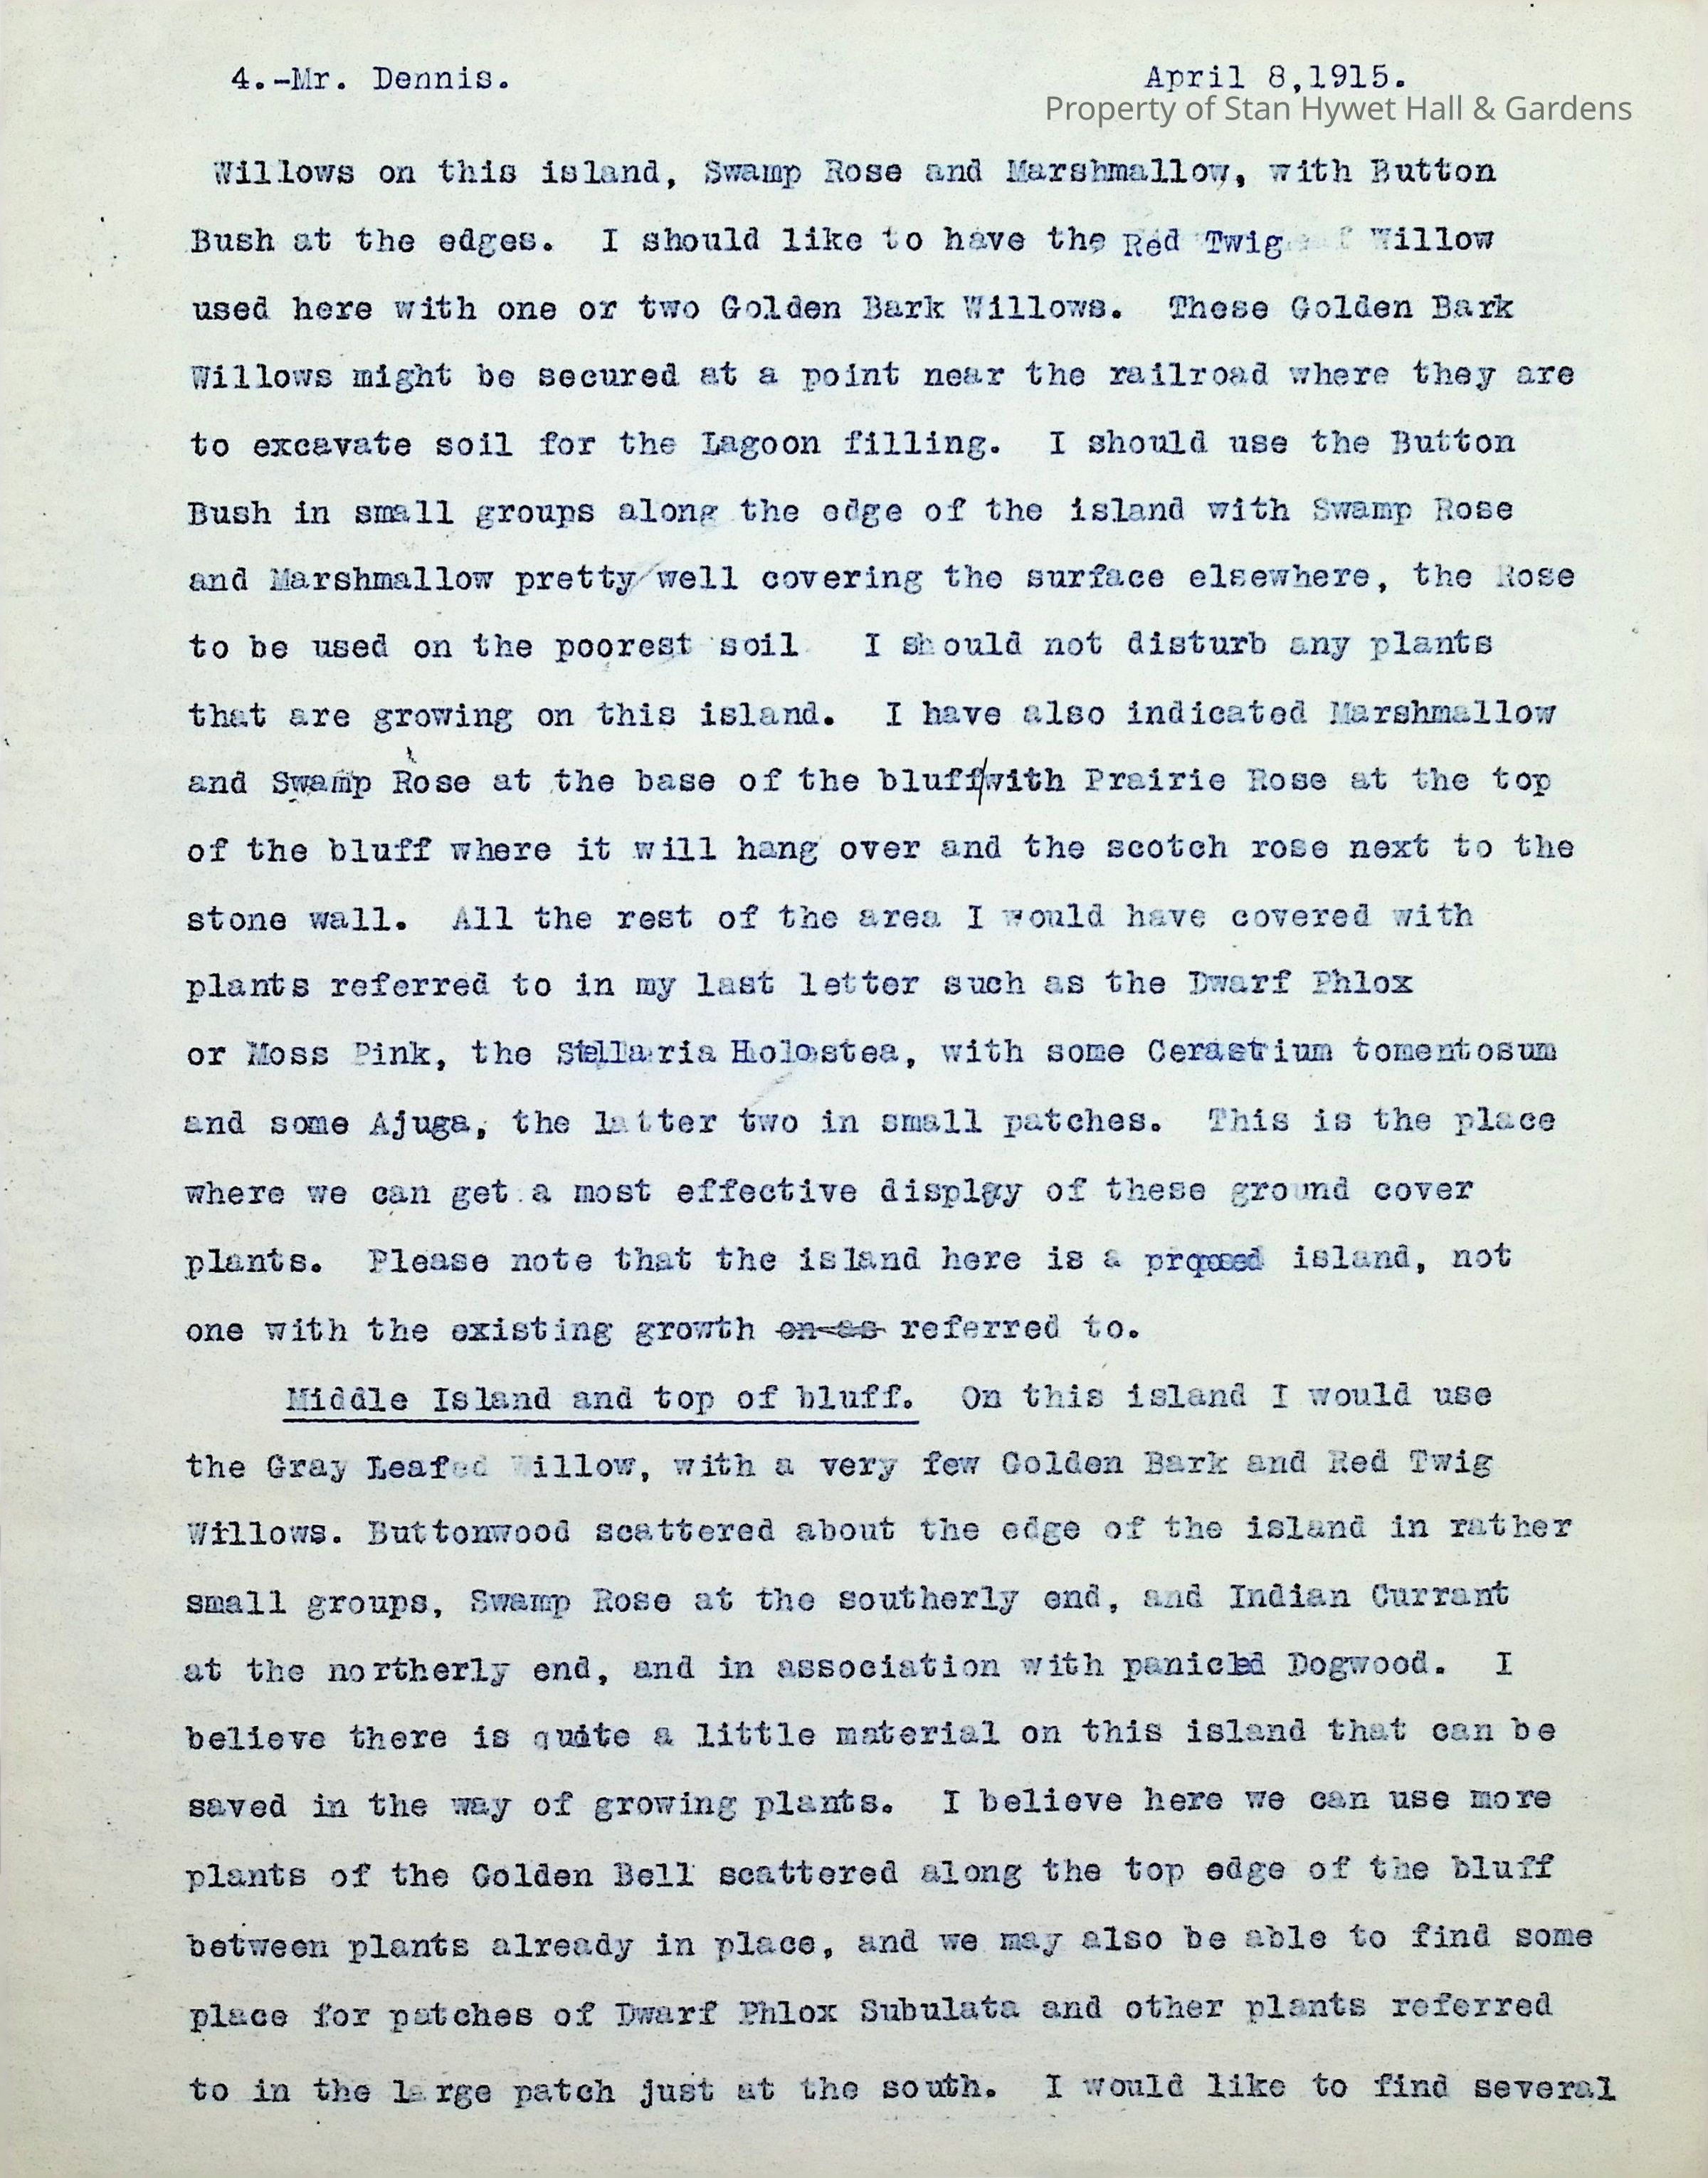 4.-Mr. Dennis. April 8,1915.
Property of Stan Hywet Hall & Gardens
Willows on this island, Swamp Rose and Marshmallow, with Button
Bush at the edges. I should like to have the Red Twig Willow
used here with one or two Golden Bark Willows. These Golden Bark
Willows might be secured at a point near the railroad where they are
to excavate soil for the Lagoon filling. I should use the Button
Bush in small groups along the edge of the island with Swamp Rose
and Marshmallow pretty well covering the surface elsewhere, the Rose
to be used on the poorest soil I should not disturb any plants
that are growing on this island. I have also indicated Marshmallow
and Swamp Rose at the base of the bluff/with Prairie Rose at the top
of the bluff where it will hang over and the scotch rose next to the
stone wall. All the rest of the area I would have covered with
plants referred to in my last letter such as the Dwarf Phlox
or Moss Pink, the Stellaria Holostea, with some Cerastrium tomentosum
and some Ajuga, the latter two in small patches. This is the place
where we can get a most effective display of these ground cover
plants. Please note that the island here is a proposed island, not
one with the existing growth on as referred to.
Middle Island and top of bluff. On this island I would use
the Gray Leafed Willow, with a very few Golden Bark and Red Twig
Willows. Buttonwood scattered about the edge of the island in rather
small groups, Swamp Rose at the southerly end, and Indian Currant
at the northerly end, and in association with panicled Dogwood. I
believe there is quite a little material on this island that can be
saved in the way of growing plants. I believe here we can use more
plants of the Golden Bell scattered along the top edge of the bluff
between plants already in place, and we may also be able to find some
place for patches of Dwarf Phlox Subulata and other plants referred
to in the large patch just at the south. I would like to find several